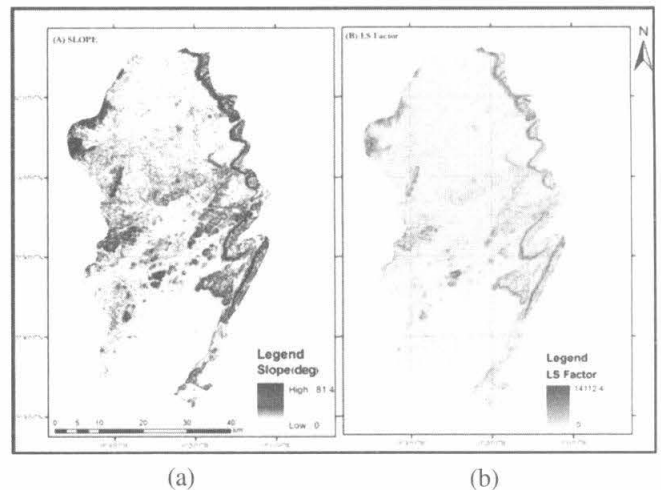 (A) SLOPE
(B) LS Factor
N
Legend
Slope(deg)
High : 81.4
Low : 0
0 5 10 20 30 40
Legend
LS Factor
14112.4
0
(a)
(b)